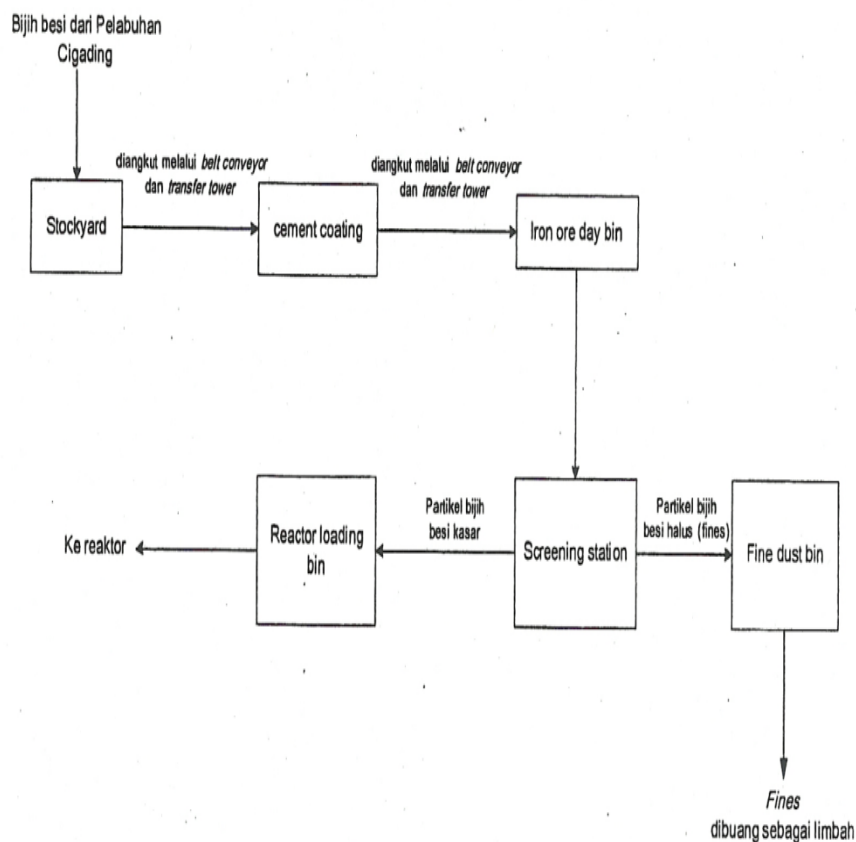 Bijih besi dari Pelabuhan
Cigading
diangkut melalui belt conveyor
dan transfer tower
diangkut melalui belt conveyor
dan transfer tower
Stockyard
cement coating
Iron ore day bin
Ke reaktor
Reactor loading
bin
Partikel bijih
besi kasar
Screening station
Partikel bijih
besi halus (fines)
Fine dust bin
Fines
dibuang sebagai limbah